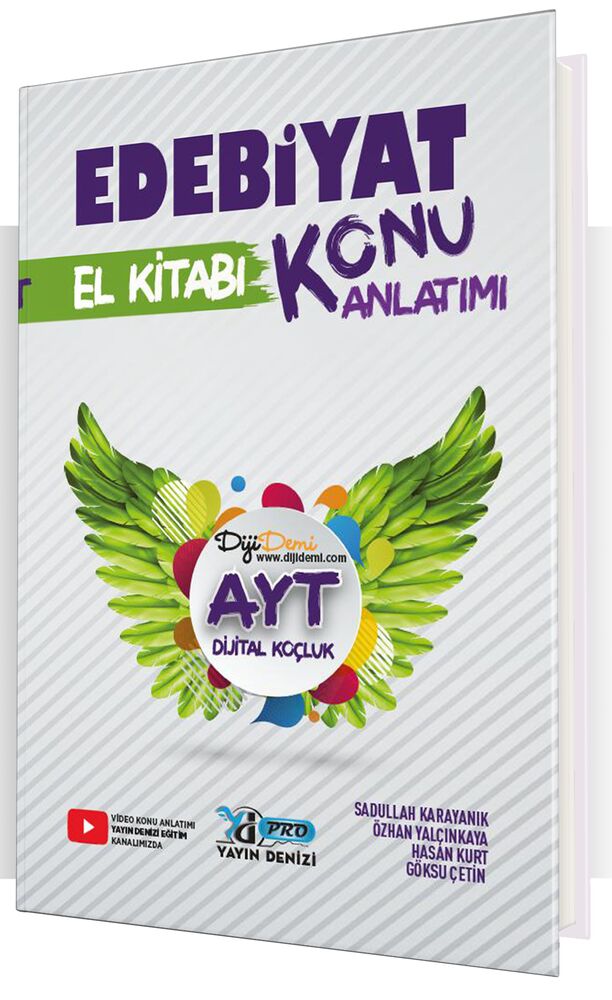 EDEBİYAT
EL KİTABI
KONU
ANLATIMI
T
DijiDemi
www.dijidemi.com
AYT
DİJİTAL KOÇLUK
VİDEO KONU ANLATIMI
YAYIN DENİZİ EĞİTİM
KANALIMIZDA
PRO
YAYIN DENİZİ
SADULLAH KARAYANIK
ÖZHAN YALÇINKAYA
HASAN KURT
GÖKSU ÇETİN